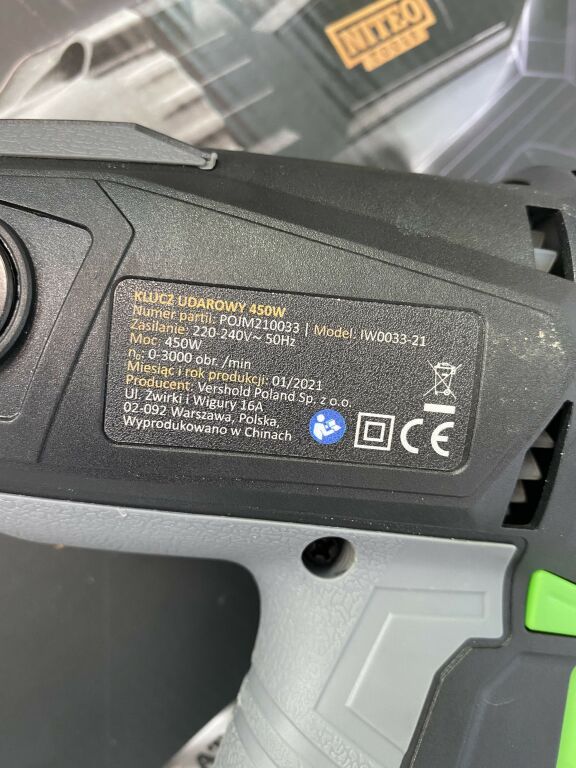 NITEO
TOOLS
KLUCZ UDAROWY 450W
Numer partii: POJM210033 | Model: IW0033-21
Zasilanie: 220-240V~ 50Hz
Moc: 450W
n₀: 0-3000 obr. /min
Miesiąc i rok produkcji: 01/2021
Producent: Vershold Poland Sp. z o.o.
Ul. Żwirki i Wigury 16A
02-092 Warszawa, Polska,
Wyprodukowano w Chinach
CE